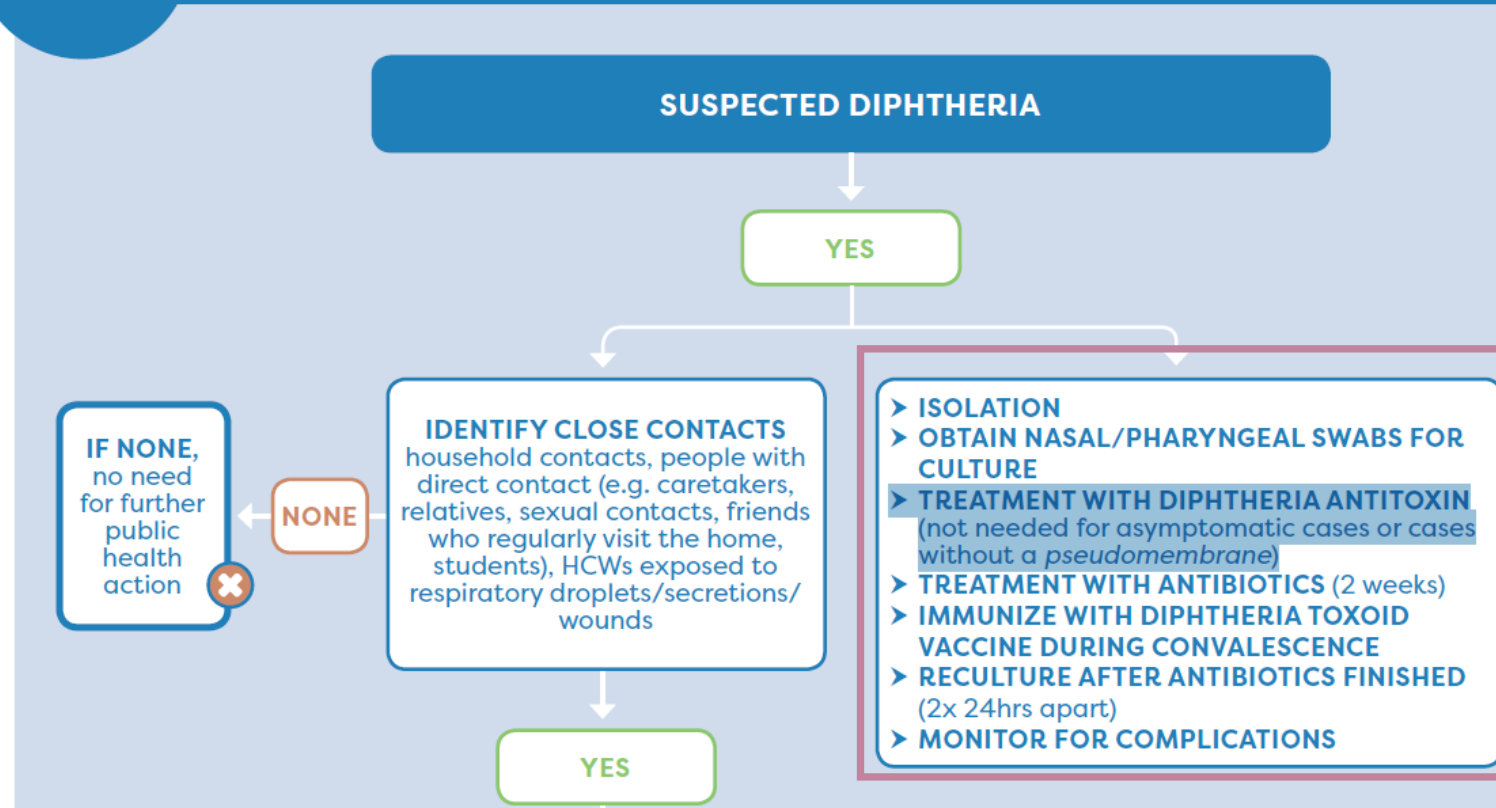 SUSPECTED DIPHTHERIA
YES
IF NONE,
no need
for further
public
health
action
NONE
IDENTIFY CLOSE CONTACTS
household contacts, people with
direct contact (e.g. caretakers,
relatives, sexual contacts, friends
who regularly visit the home,
students), HCWs exposed to
respiratory droplets/secretions/
wounds
YES
➤ ISOLATION
➤ OBTAIN NASAL/PHARYNGEAL SWABS FOR
CULTURE
➤ TREATMENT WITH DIPHTHERIA ANTITOXIN
(not needed for asymptomatic cases or cases
without a pseudomembrane)
➤ TREATMENT WITH ANTIBIOTICS (2 weeks)
➤ IMMUNIZE WITH DIPHTHERIA TOXOID
VACCINE DURING CONVALESCENCE
➤ RECULTURE AFTER ANTIBIOTICS FINISHED
(2x 24hrs apart)
➤ MONITOR FOR COMPLICATIONS